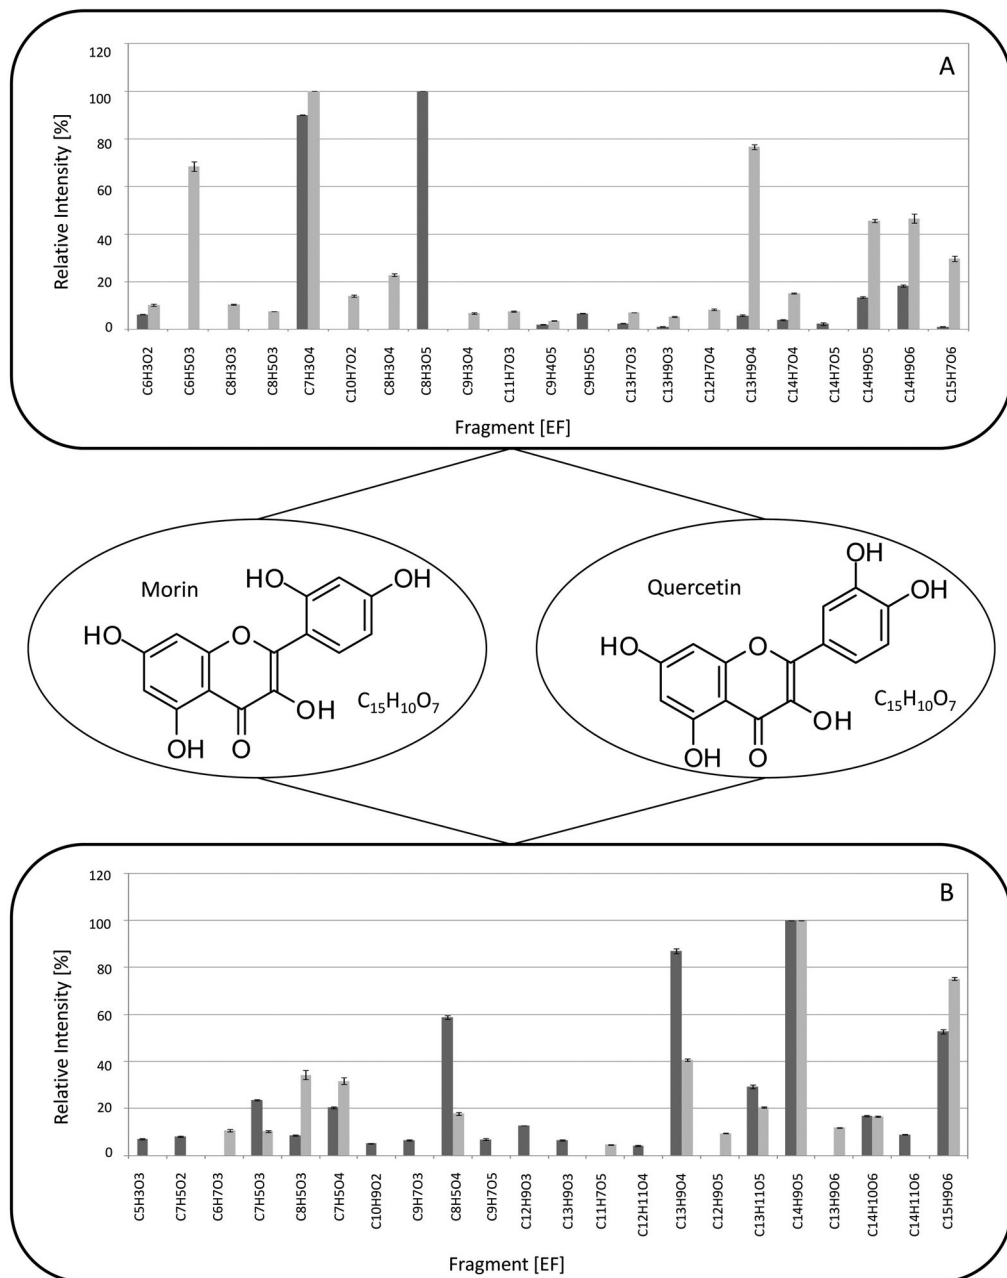 A
Relative Intensity [%]
120
100
80
60
40
20
0
C6H3O2
C6H5O3
C8H3O3
C8H5O3
C7H3O4
C10H7O2
C8H3O4
C8H3O5
C9H3O4
C11H7O3
C9H4O5
C9H5O5
C13H7O3
C13H9O3
C12H7O4
C13H9O4
C14H7O4
C14H7O5
C14H9O5
C14H9O6
C15H7O6
Fragment [EF]
Morin
HO
OH
HO
O
OH
OH
O
C15H10O7
Quercetin
OH
OH
HO
O
OH
OH
O
C15H10O7
B
Relative Intensity [%]
120
100
80
60
40
20
0
C5H3O3
C7H5O2
C6H7O3
C7H5O3
C8H5O3
C7H5O4
C10H9O2
C9H7O3
C8H5O4
C9H7O5
C12H9O3
C13H9O3
C11H7O5
C12H11O4
C13H9O4
C12H9O5
C13H11O5
C14H9O5
C13H9O6
C14H10O6
C14H11O6
C15H9O6
Fragment [EF]